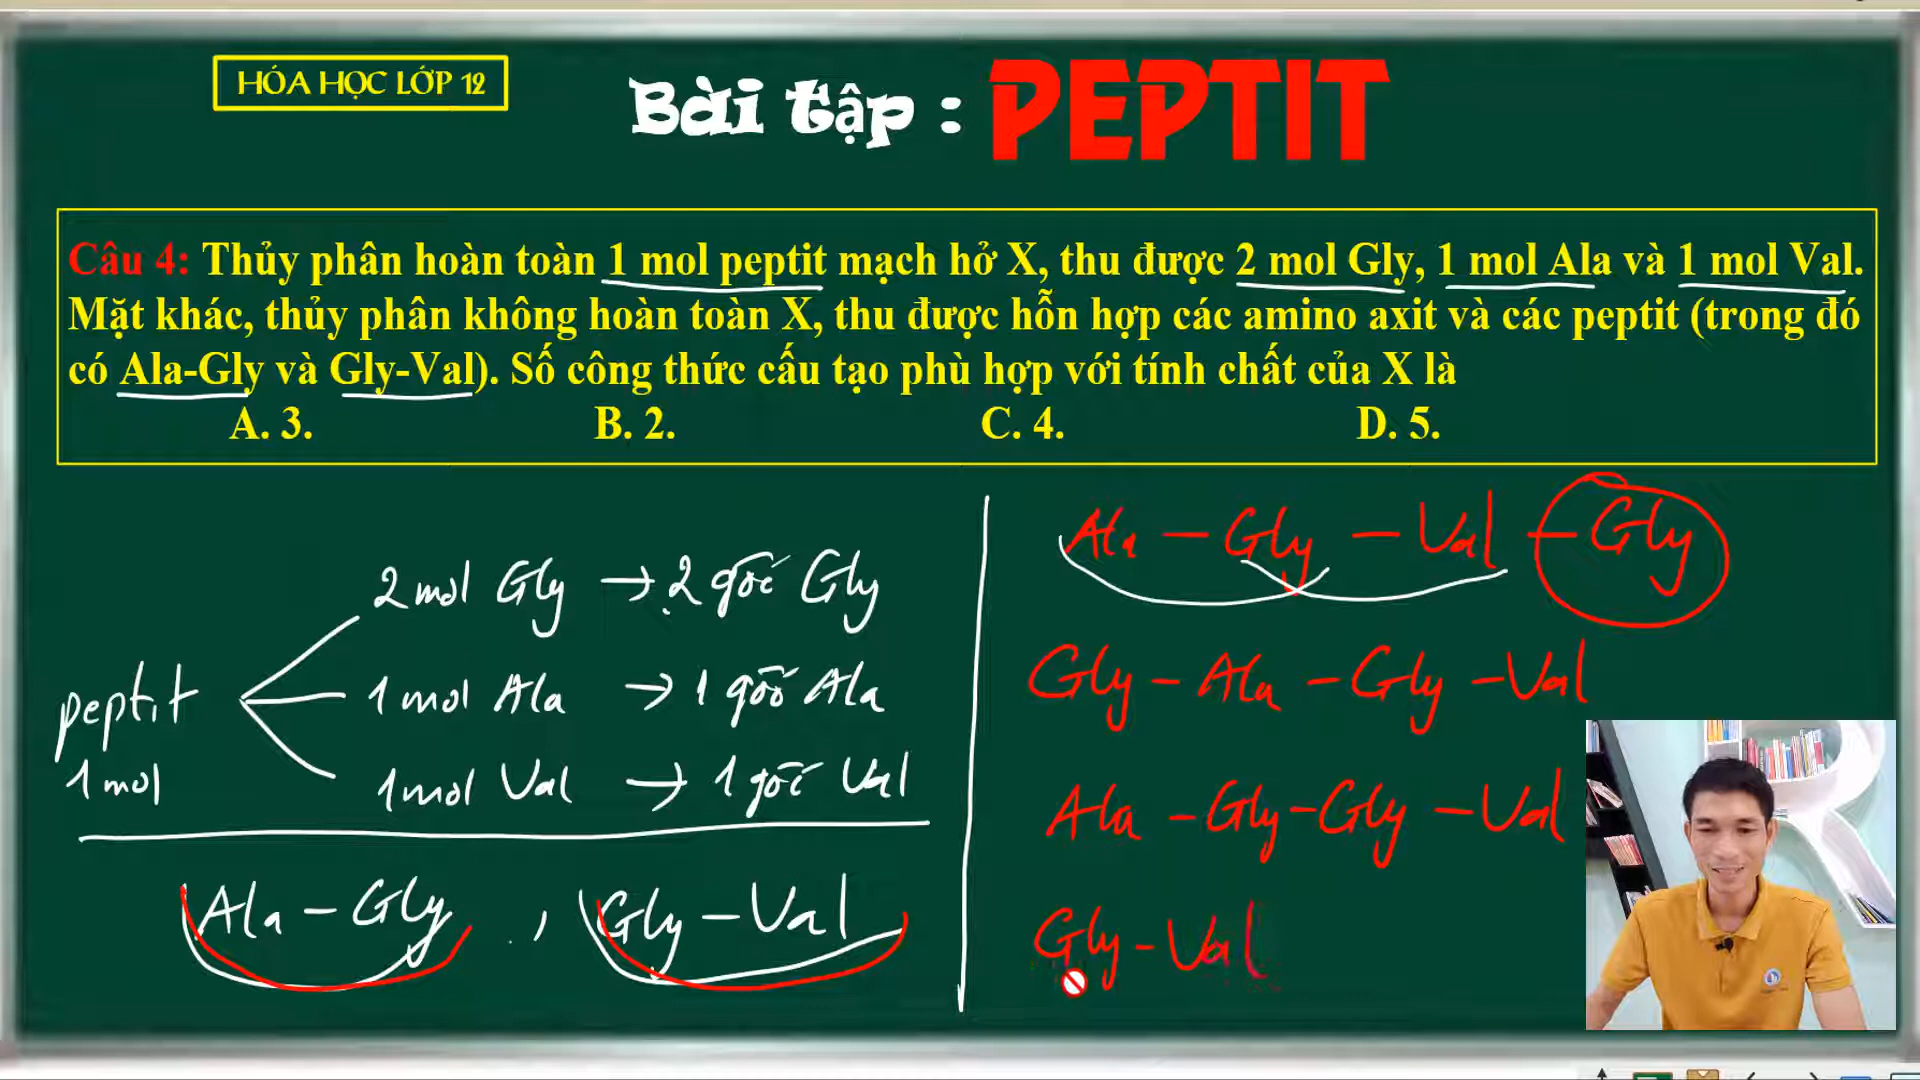 HÓA HỌC LỚP 12
Bài tập : PEPTIT
Câu 4: Thủy phân hoàn toàn 1 mol peptit mạch hở X, thu được 2 mol Gly, 1 mol Ala và 1 mol Val.
Mặt khác, thủy phân không hoàn toàn X, thu được hỗn hợp các amino axit và các peptit (trong đó
có Ala-Gly và Gly-Val). Số công thức cấu tạo phù hợp với tính chất của X là
A. 3. B. 2. C. 4. D. 5.
peptit
1 mol
2 mol Gly → 2 gốc Gly
1 mol Ala → 1 gốc Ala
1 mol Val → 1 gốc Val
Ala - Gly , Gly - Val
Ala - Gly - Val - Gly
Gly - Ala - Gly - Val
Ala - Gly - Gly - Val
Gly - Val